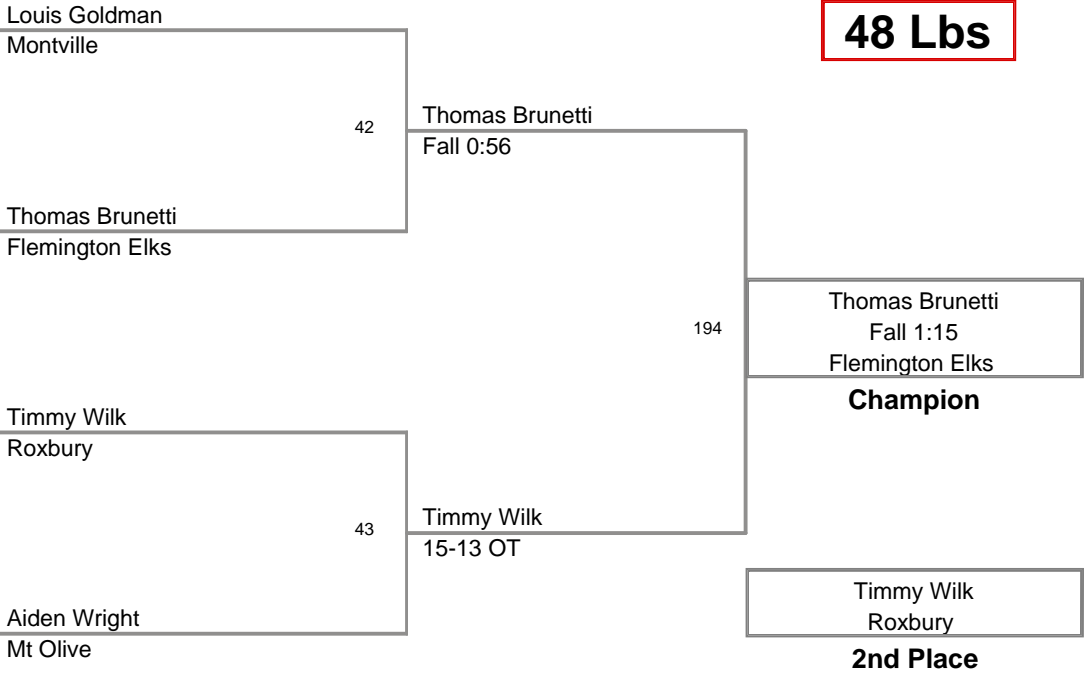 Louis Goldman
Montville
48 Lbs
42
Thomas Brunetti
Fall 0:56
Thomas Brunetti
Flemington Elks
194
Thomas Brunetti
Fall 1:15
Flemington Elks
Champion
Timmy Wilk
Roxbury
43
Timmy Wilk
15-13 OT
Aiden Wright
Mt Olive
Timmy Wilk
Roxbury
2nd Place